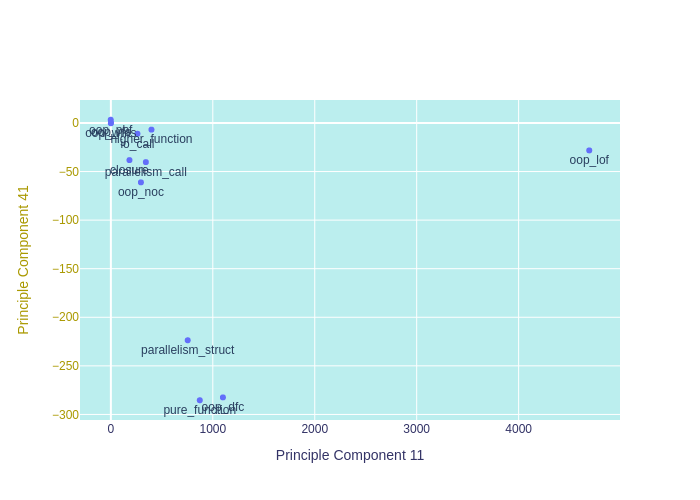 0
−50
−100
−150
−200
−250
−300
0
1000
2000
3000
4000
Principle Component 11
Principle Component 41
higher_function
io_call
closure
parallelism_call
oop_noc
oop_lof
parallelism_struct
pure_function
oop_dfc